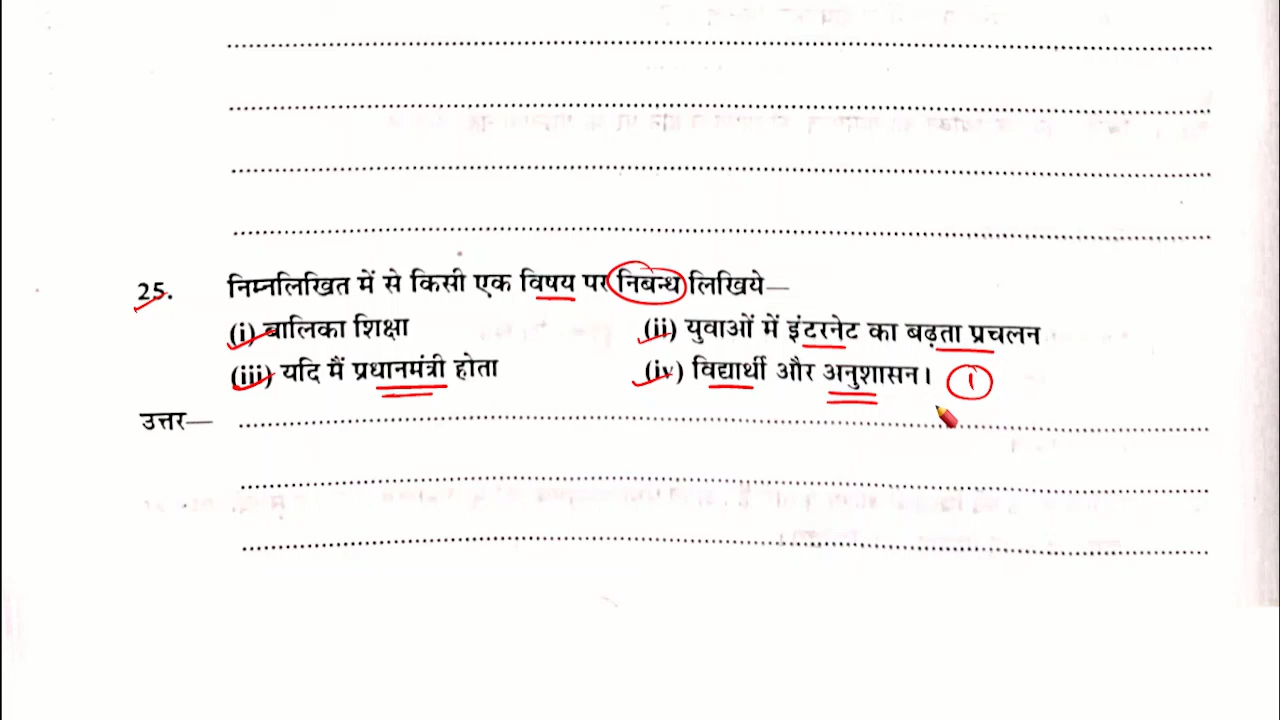 25. निम्नलिखित में से किसी एक विषय पर निबन्ध लिखिये—
(i) बालिका शिक्षा (ii) युवाओं में इंटरनेट का बढ़ता प्रचलन
(iii) यदि मैं प्रधानमंत्री होता (iv) विद्यार्थी और अनुशासन। 1
उत्तर—